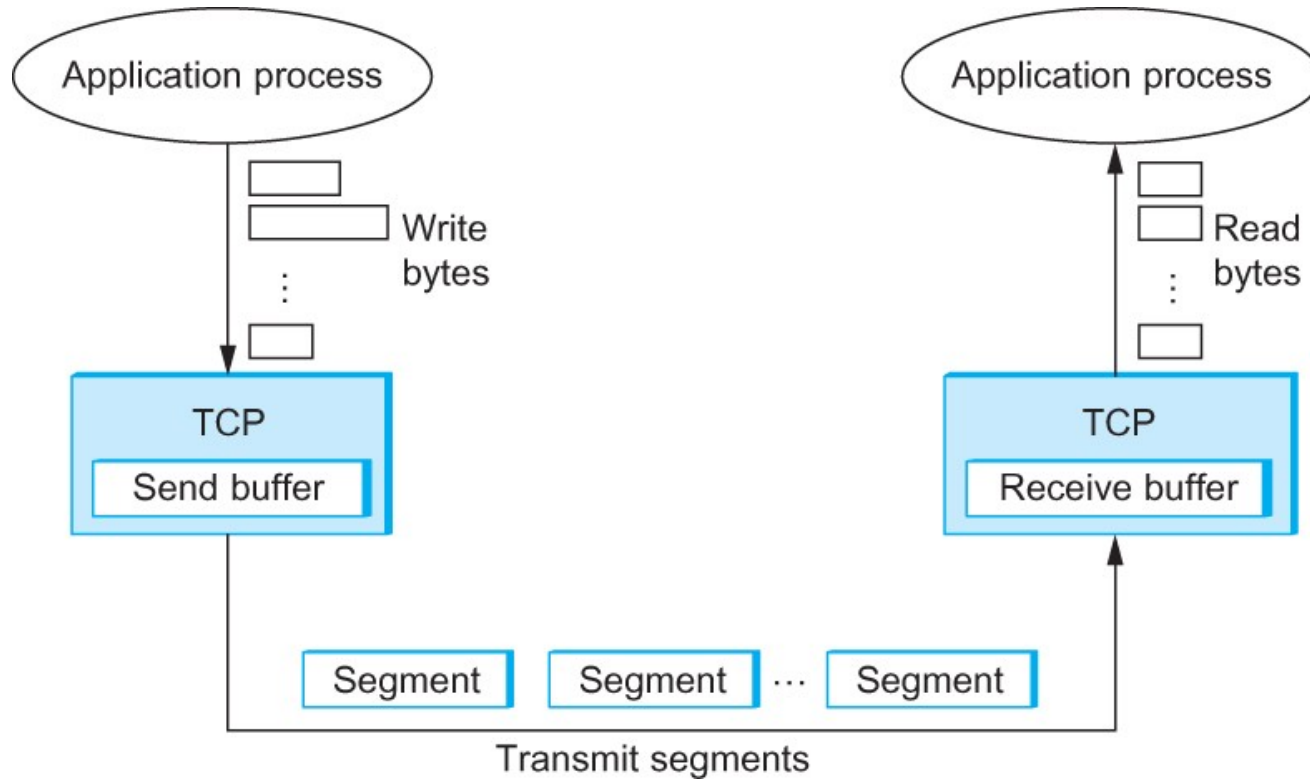 Application process
Application process
Write
bytes
Read
bytes
⋮
⋮
TCP
TCP
Send buffer
Receive buffer
Segment
Segment
...
Segment
Transmit segments